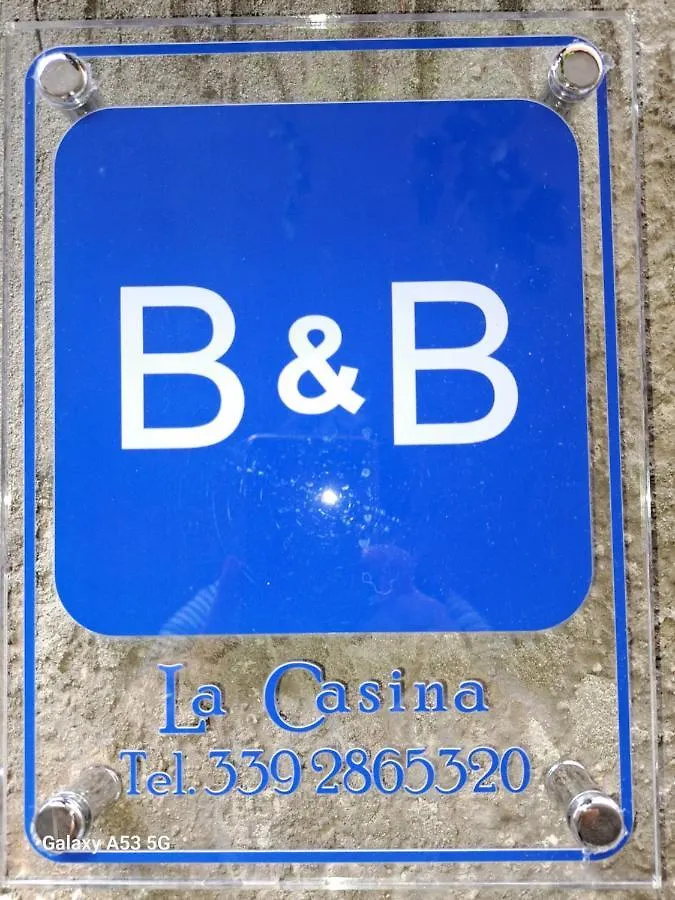 B&B
La Casina
Tel. 339 2865320
Galaxy A53 5G